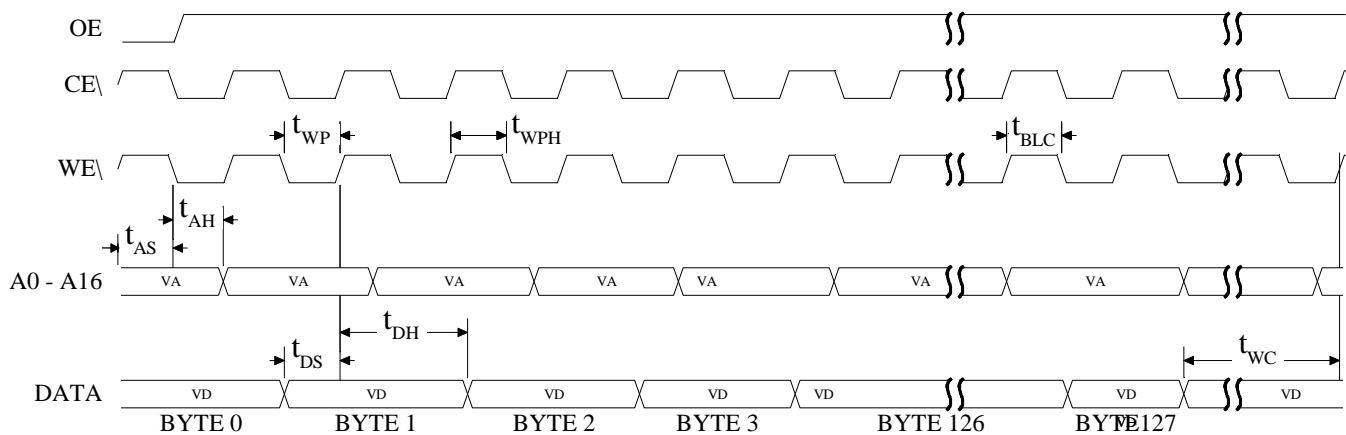 OE
CE\
t_WP t_WPH t_BLC
WE\
t_AH
t_AS
A0 - A16 VA VA VA VA VA VA VA
t_DH
t_DS t_WC
DATA VD VD VD VD VD VD VD
BYTE 0 BYTE 1 BYTE 2 BYTE 3 BYTE 126 BYTE 127